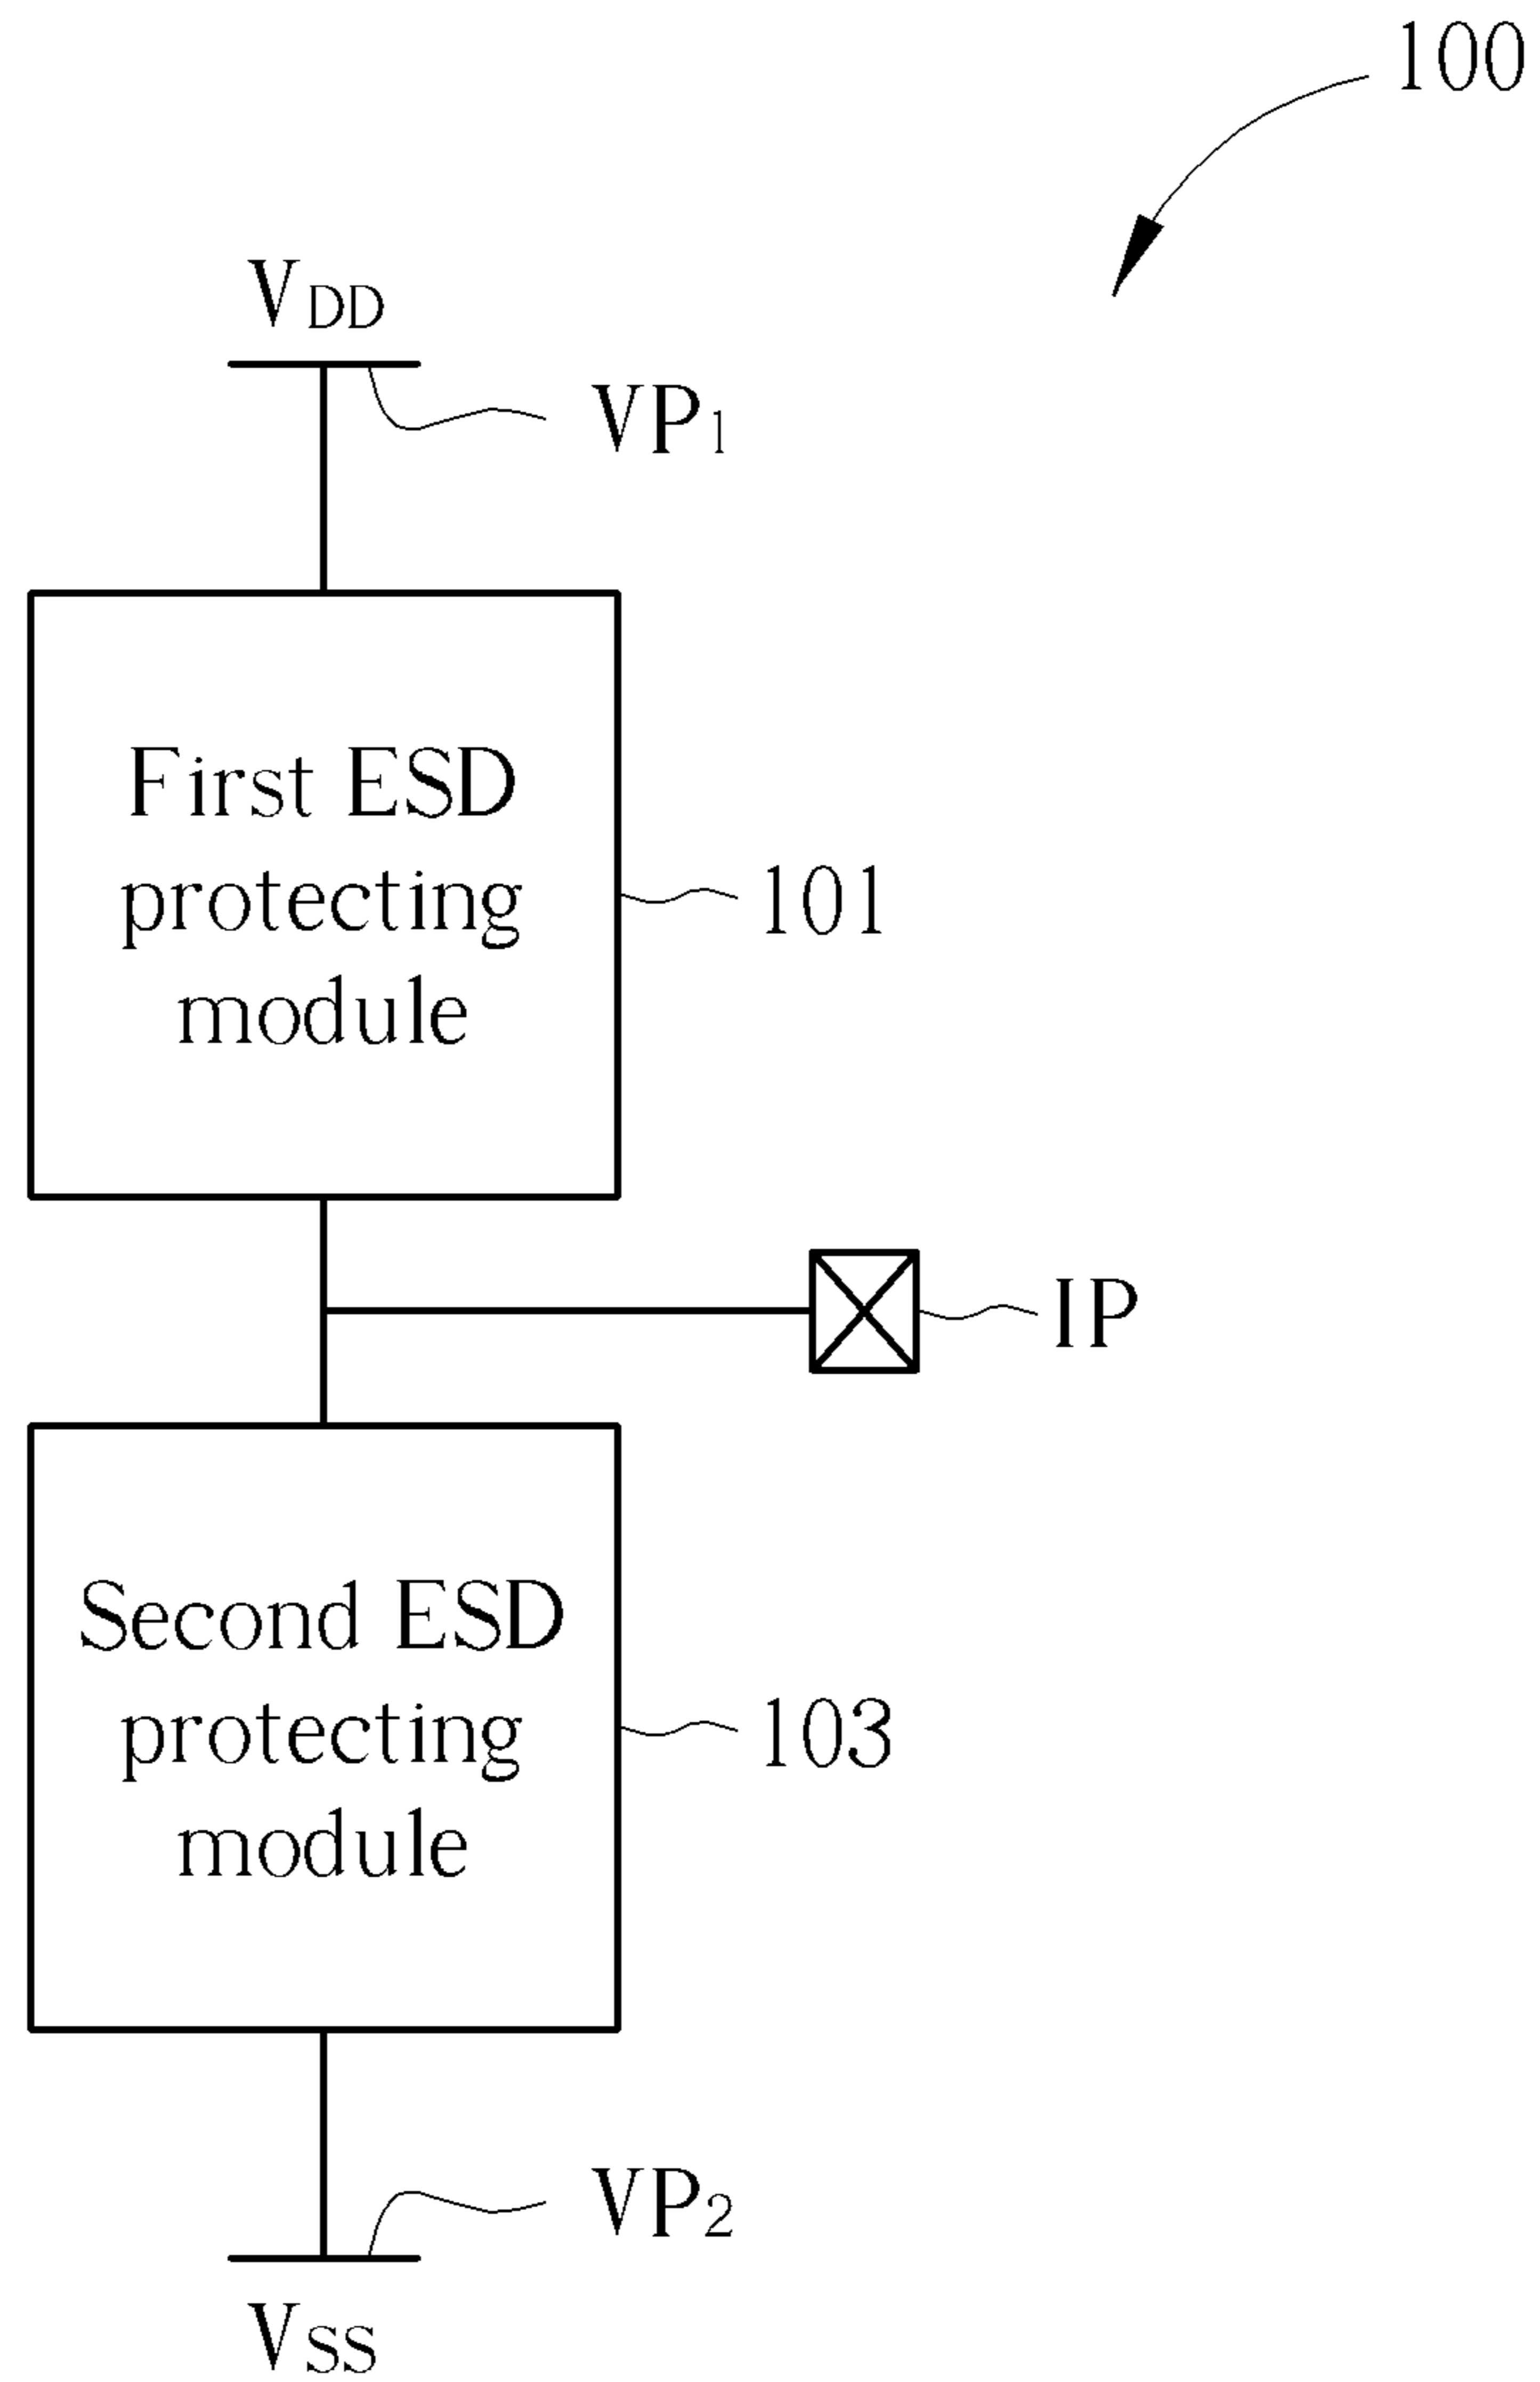 100
VDD
VP1
First ESD
protecting
module
101
IP
Second ESD
protecting
module
103
VP2
VSS